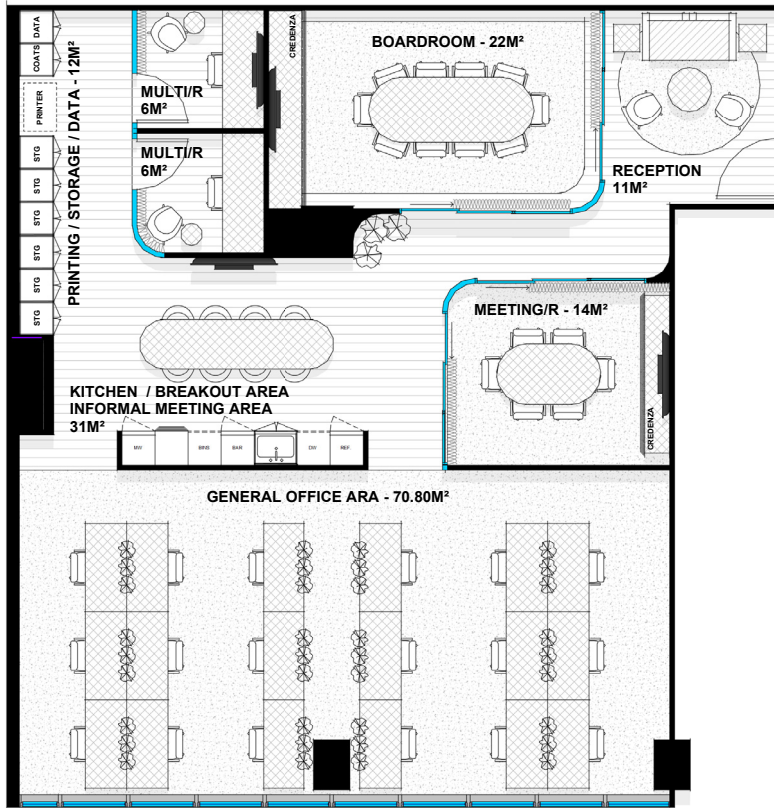 DATA
COATS
PRINTER
STG
STG
STG
STG
STG
STG
PRINTING / STORAGE / DATA - 12M²
MULTI/R
6M²
MULTI/R
6M²
CREDENZA
BOARDROOM - 22M²
RECEPTION
11M²
MEETING/R - 14M²
CREDENZA
KITCHEN / BREAKOUT AREA
INFORMAL MEETING AREA
31M²
MW
BINS
BAR
DW
REF.
GENERAL OFFICE ARA - 70.80M²